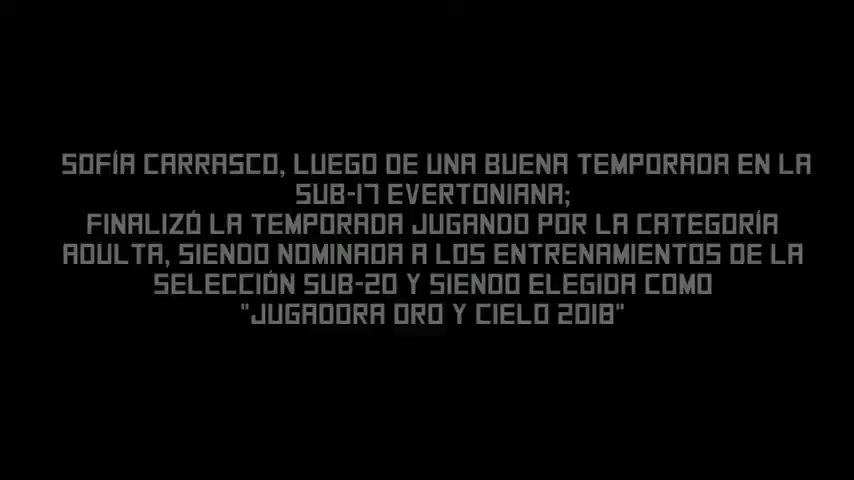 SOFÍA CARRASCO, LUEGO DE UNA BUENA TEMPORADA EN LA
SUB-17 EVERTONIANA;
FINALIZÓ LA TEMPORADA JUGANDO POR LA CATEGORÍA
ADULTA, SIENDO NOMINADA A LOS ENTRENAMIENTOS DE LA
SELECCIÓN SUB-20 Y SIENDO ELEGIDA COMO
"JUGADORA ORO Y CIELO 2018"